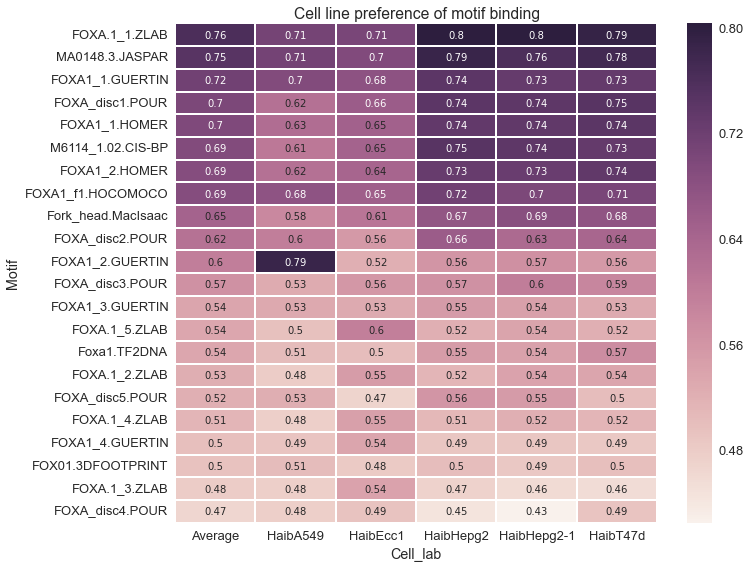 Cell line preference of motif binding
FOXA.1_1.ZLAB 0.76 0.71 0.71 0.8 0.8 0.79
MA0148.3.JASPAR 0.75 0.71 0.7 0.79 0.76 0.78
FOXA1_1.GUERTIN 0.72 0.7 0.68 0.74 0.73 0.73
FOXA_disc1.POUR 0.7 0.62 0.66 0.74 0.74 0.75
FOXA1_1.HOMER 0.7 0.63 0.65 0.74 0.74 0.74
M6114_1.02.CIS-BP 0.69 0.61 0.65 0.75 0.74 0.73
FOXA1_2.HOMER 0.69 0.62 0.64 0.73 0.73 0.74
FOXA1_f1.HOCOMOCO 0.69 0.68 0.65 0.72 0.7 0.71
Fork_head.MacIsaac 0.65 0.58 0.61 0.67 0.69 0.68
FOXA_disc2.POUR 0.62 0.6 0.56 0.66 0.63 0.64
FOXA1_2.GUERTIN 0.6 0.79 0.52 0.56 0.57 0.56
FOXA_disc3.POUR 0.57 0.53 0.56 0.57 0.6 0.59
FOXA1_3.GUERTIN 0.54 0.53 0.53 0.55 0.54 0.53
FOXA.1_5.ZLAB 0.54 0.5 0.6 0.52 0.54 0.52
Foxa1.TF2DNA 0.54 0.51 0.5 0.55 0.54 0.57
FOXA.1_2.ZLAB 0.53 0.48 0.55 0.52 0.54 0.54
FOXA_disc5.POUR 0.52 0.53 0.47 0.56 0.55 0.5
FOXA.1_4.ZLAB 0.51 0.48 0.55 0.51 0.52 0.52
FOXA1_4.GUERTIN 0.5 0.49 0.54 0.49 0.49 0.49
FOX01.3DFOOTPRINT 0.5 0.51 0.48 0.5 0.49 0.5
FOXA.1_3.ZLAB 0.48 0.48 0.54 0.47 0.46 0.46
FOXA_disc4.POUR 0.47 0.48 0.49 0.45 0.43 0.49
Average HaibA549 HaibEcc1 HaibHepg2 HaibHepg2-1 HaibT47d
Cell_lab
Motif
0.80
0.72
0.64
0.56
0.48